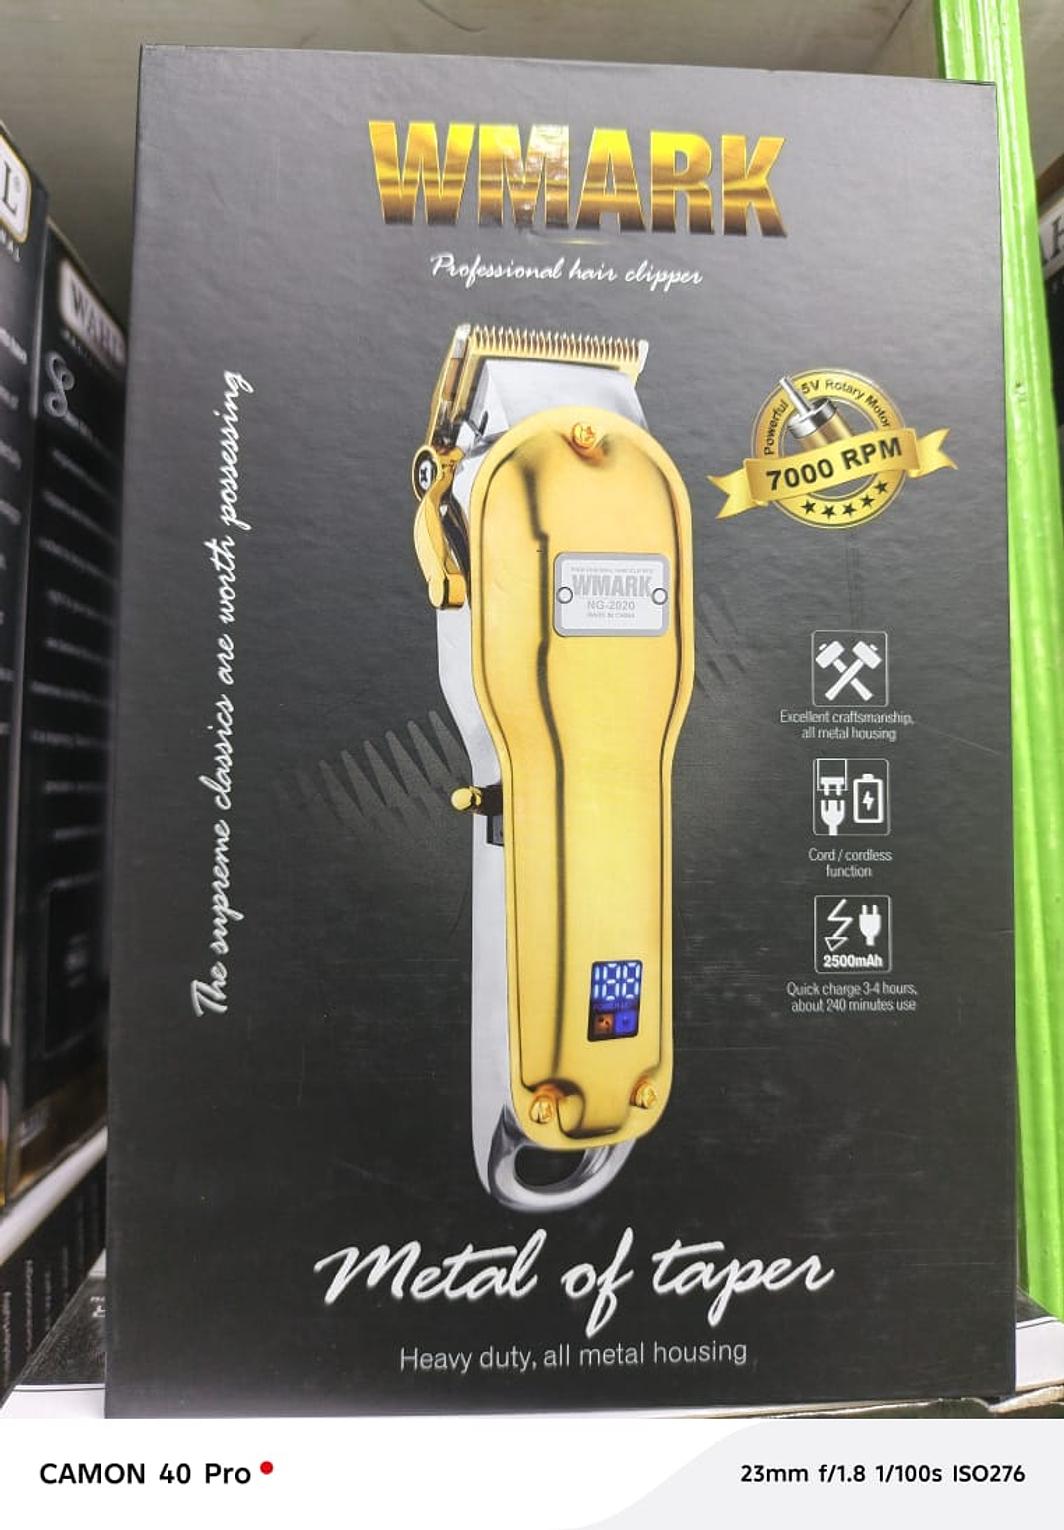 WMARK
Professional hair clipper
The supreme classics are worth possessing
Powerful 5V Rotary Motor
7000 RPM
WMARK
NG-2020
MADE IN CHINA
Excellent craftsmanship,
all metal housing
Cord / cordless
function
2500mAh
Quick charge 3-4 hours,
about 240 minutes use
188
Metal of taper
Heavy duty, all metal housing
CAMON 40 Pro
23mm f/1.8 1/100s ISO276